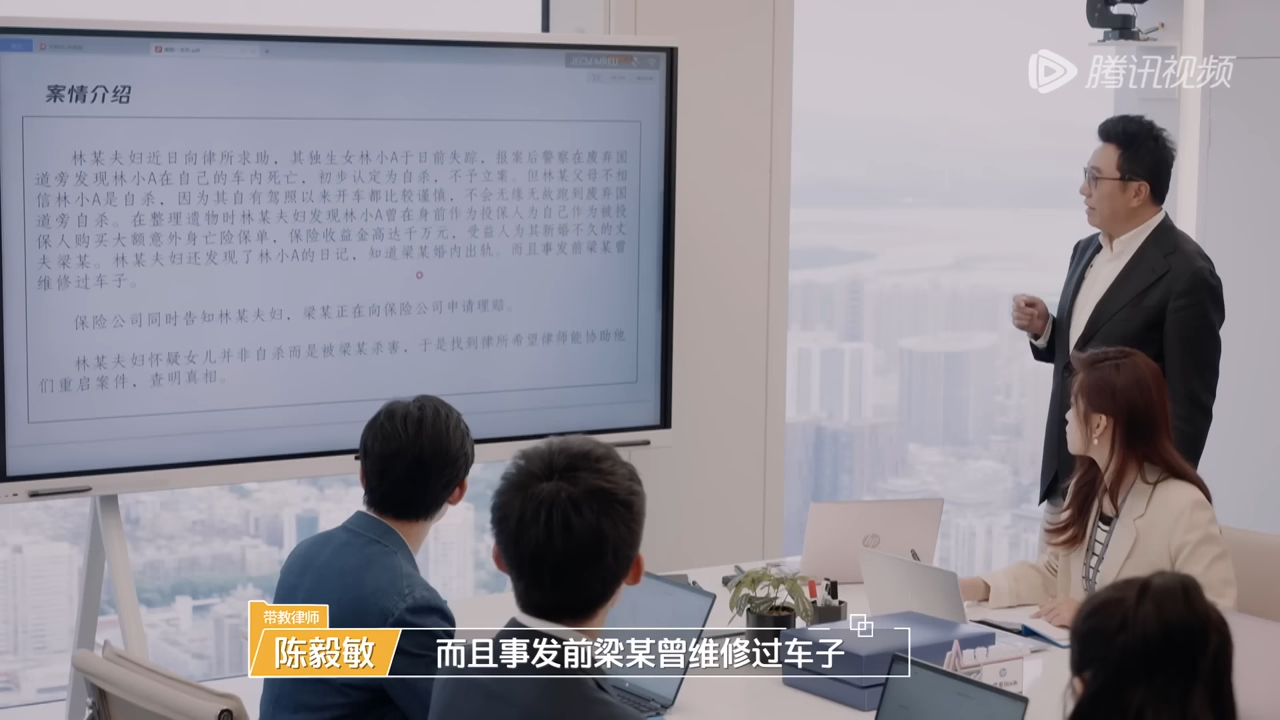 腾讯视频
案情介绍
林某夫妇近日向律所求助，其独生女林小A于日前失踪，报案后警察在废弃国
道旁发现林小A在自己的车内死亡，初步认定为自杀，不予立案。但林某父母不相
信林小A是自杀，因为其自有驾照以来开车都比较谨慎，不会无缘无故跑到废弃国
道旁自杀。在整理遗物时林某夫妇发现林小A曾在身前作为投保人为自己作为被投
保人购买大额意外身亡险保单，保险收益金高达千万元，受益人为其新婚不久的丈
夫梁某。林某夫妇还发现了林小A的日记，知道梁某婚内出轨。而且事发前梁某曾
维修过车子。
保险公司同时告知林某夫妇，梁某正在向保险公司申请理赔。
林某夫妇怀疑女儿并非自杀而是被梁某杀害，于是找到律所希望律师能协助他
们重启案件，查明真相。
hp
带教律师
陈毅敏
而且事发前梁某曾维修过车子